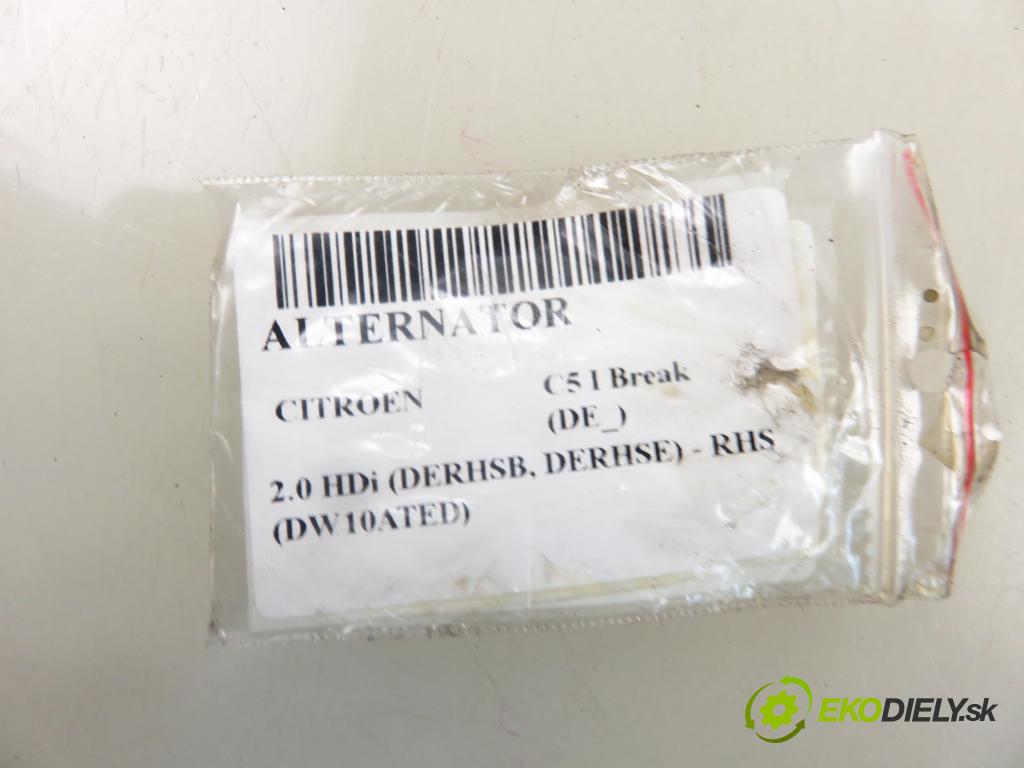 ALTERNATOR
CITROEN
C5 I Break
(DE_)
2.0 HDi (DERHSB, DERHSE) - RHS
(DW10ATED)
EKODIELY.sk